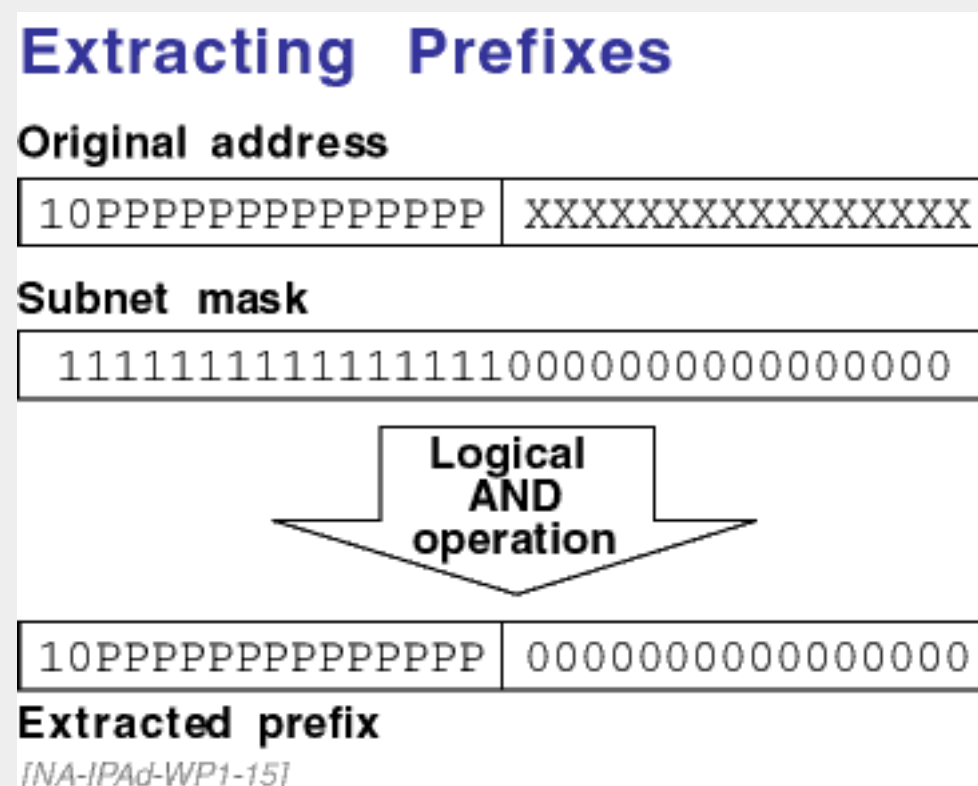 Extracting Prefixes
Original address
10PPPPPPPPPPPPPP XXXXXXXXXXXXXXXX
Subnet mask
11111111111111110000000000000000
Logical
AND
operation
10PPPPPPPPPPPPPP 0000000000000000
Extracted prefix
[NA-IPAd-WP1-15]